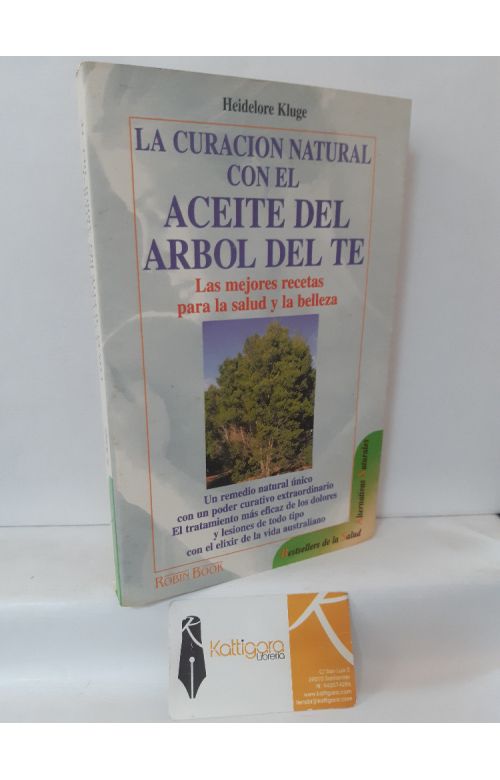 Heidelore Kluge
LA CURACION NATURAL
CON EL
ACEITE DEL
ARBOL DEL TE
Las mejores recetas
para la salud y la belleza
Un remedio natural único
con un poder curativo extraordinario
El tratamiento más eficaz de los dolores
y lesiones de todo tipo
con el elixir de la vida australiano
Bestsellers de la Salud
Alternativas Naturales
ROBIN BOOK
Kattigara
Librería
www.kattigara.com